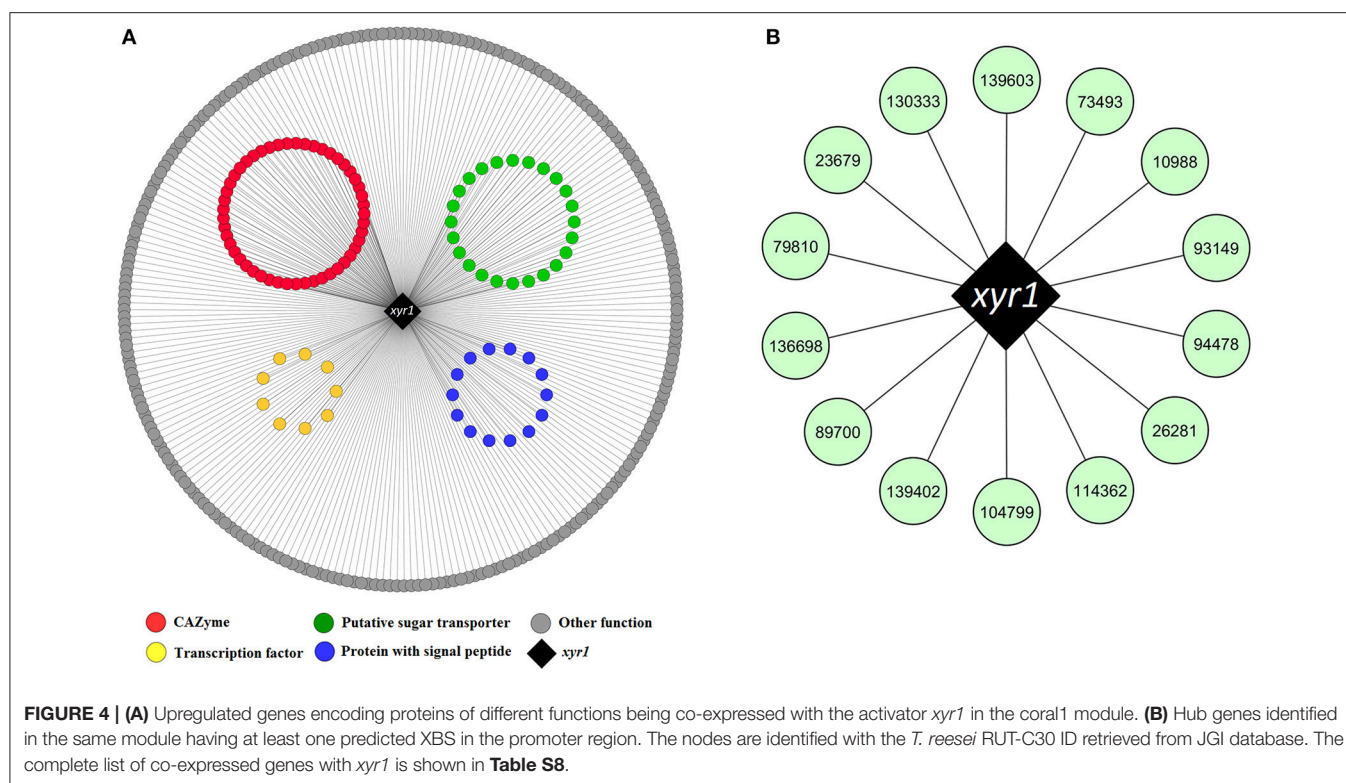 A
B
xyr1
CAZyme
Putative sugar transporter
Other function
Transcription factor
Protein with signal peptide
xyr1
139603
130333
73493
23679
10988
79810
93149
xyr1
136698
94478
89700
26281
139402
114362
104799
FIGURE 4 | (A) Upregulated genes encoding proteins of different functions being co-expressed with the activator xyr1 in the coral1 module. (B) Hub genes identified
in the same module having at least one predicted XBS in the promoter region. The nodes are identified with the T. reesei RUT-C30 ID retrieved from JGI database. The
complete list of co-expressed genes with xyr1 is shown in Table S8.